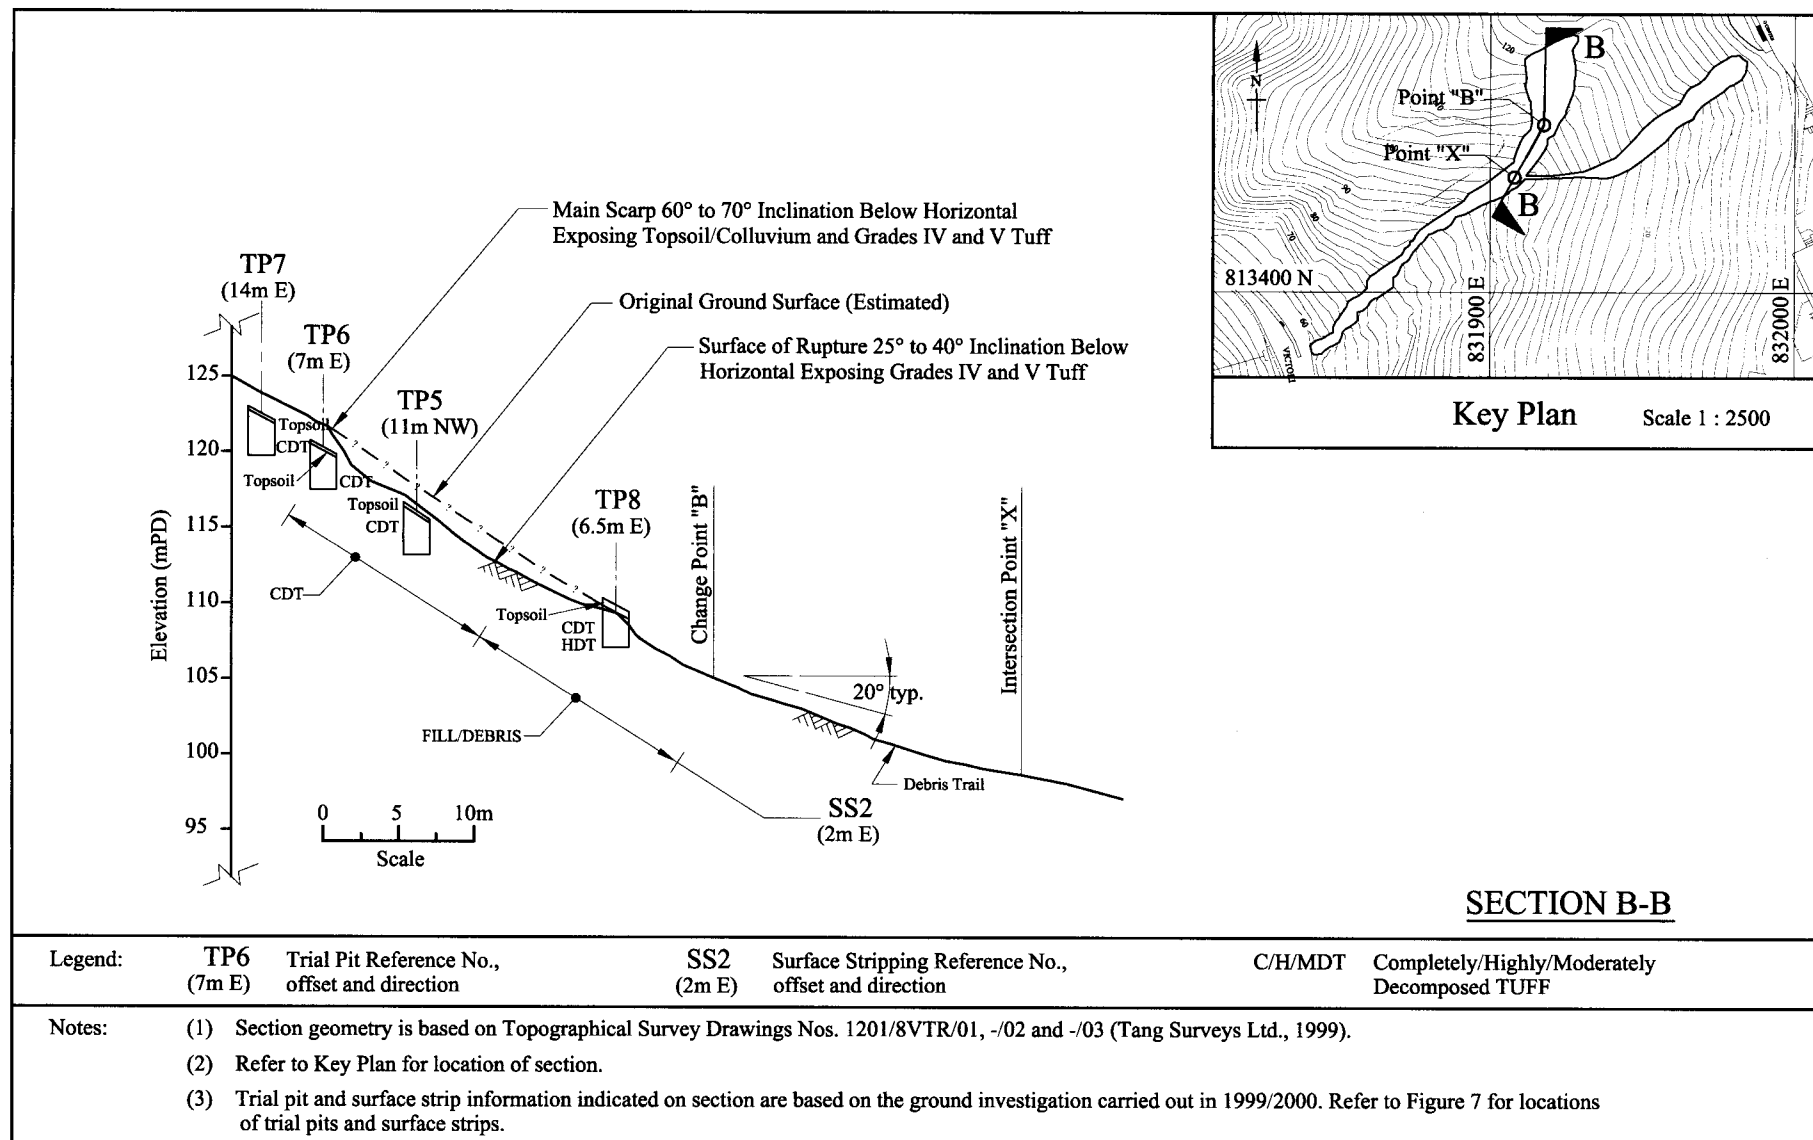 B
120
N
Point "B"
Point "X"
90
80
70
B
813400 N
60
VICTORI
831900 E
832000 E
Key Plan
Scale 1 : 2500
Main Scarp 60° to 70° Inclination Below Horizontal
Exposing Topsoil/Colluvium and Grades IV and V Tuff
TP7
(14m E)
Original Ground Surface (Estimated)
TP6
(7m E)
Surface of Rupture 25° to 40° Inclination Below
Horizontal Exposing Grades IV and V Tuff
125
TP5
(11m NW)
Topsoil
CDT
120
Topsoil
CDT
Topsoil
CDT
TP8
(6.5m E)
Change Point "B"
Intersection Point "X"
Elevation (mPD)
115
CDT
110
Topsoil
CDT
HDT
105
20° typ.
FILL/DEBRIS
100
Debris Trail
95
0 5 10m
Scale
SS2
(2m E)
SECTION B-B
Legend:
TP6
(7m E)
Trial Pit Reference No.,
offset and direction
SS2
(2m E)
Surface Stripping Reference No.,
offset and direction
C/H/MDT
Completely/Highly/Moderately
Decomposed TUFF
Notes:
(1) Section geometry is based on Topographical Survey Drawings Nos. 1201/8VTR/01, -/02 and -/03 (Tang Surveys Ltd., 1999).
(2) Refer to Key Plan for location of section.
(3) Trial pit and surface strip information indicated on section are based on the ground investigation carried out in 1999/2000. Refer to Figure 7 for locations
of trial pits and surface strips.